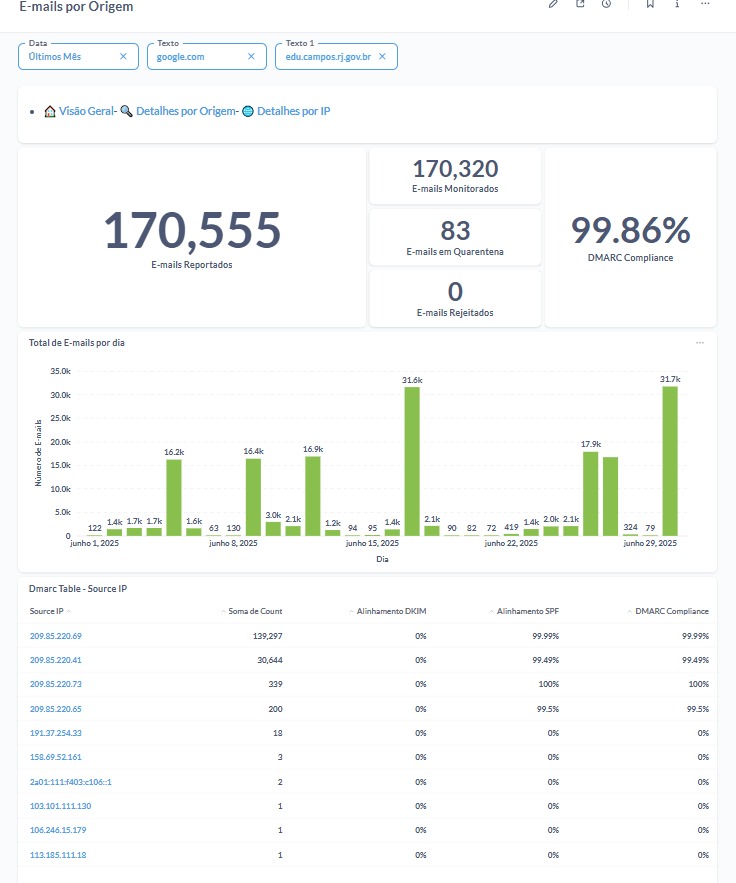 E-mails por Origem
Data Texto Texto 1
Últimos Mês google.com edu.campos.rj.gov.br
Visão Geral- Detalhes por Origem- Detalhes por IP
170,555
E-mails Reportados
170,320
E-mails Monitorados
83
E-mails em Quarentena
0
E-mails Rejeitados
99.86%
DMARC Compliance
Total de E-mails por dia
Número de E-mails
35.0k
30.0k
25.0k
20.0k
15.0k
10.0k
5.0k
0
122 1.4k 1.7k 1.7k 16.2k 1.6k 63 130 16.4k 3.0k 2.1k 16.9k 1.2k 94 95 1.4k 31.6k 2.1k 90 82 72 419 1.4k 2.0k 2.1k 17.9k 324 79 31.7k
junho 1, 2025 junho 8, 2025 junho 15, 2025 junho 22, 2025 junho 29, 2025
Dia
Dmarc Table - Source IP
Source IP Soma de Count Alinhamento DKIM Alinhamento SPF DMARC Compliance
209.85.220.69 139,297 0% 99.99% 99.99%
209.85.220.41 30,644 0% 99.49% 99.49%
209.85.220.73 339 0% 100% 100%
209.85.220.65 200 0% 99.5% 99.5%
191.37.254.33 18 0% 0% 0%
158.69.52.161 3 0% 0% 0%
2a01:111:f403:c106::1 2 0% 0% 0%
103.101.111.130 1 0% 0% 0%
106.246.15.179 1 0% 0% 0%
113.185.111.18 1 0% 0% 0%